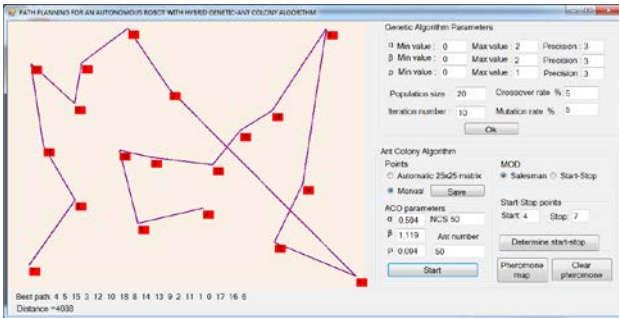 PATH PLANNING FOR AN AUTONOMOUS ROBOT WITH HYBRID GENETIC-ANT COLONY ALGORITHM
Genetic Algorithm Parameters
α Min value : 0 Max value : 2 Precision : 3
β Min value : 0 Max value : 2 Precision : 3
ρ Min value : 0 Max value : 1 Precision : 3
Population size : 20 Crossover rate % 5
Iteration number : 10 Mutation rate % 5
Ok
Ant Colony Algorithm
Points
Automatic 25x25 matrix
Manual Save
MOD
Salesman Start-Stop
ACO parameters
α 0,594 NCS 50
β 1,119 Ant number
ρ 0,094 50
Start
Start-Stop points
Start: 4 Stop: 7
Determine start-stop
Pheromone map
Clear pheromone
Best path: 4 5 15 3 12 10 18 8 14 13 9 2 11 1 0 17 16 6
Distance =4088